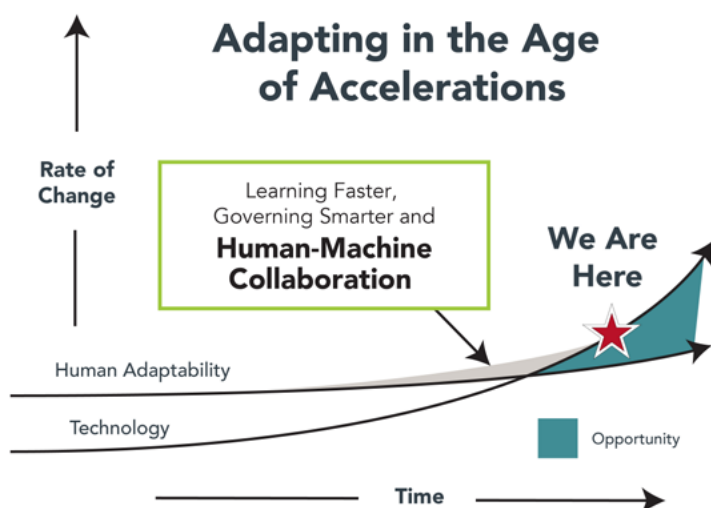 Adapting in the Age
of Accelerations
Rate of
Change
Learning Faster,
Governing Smarter and
Human-Machine
Collaboration
We Are
Here
Human Adaptability
Technology
Opportunity
Time